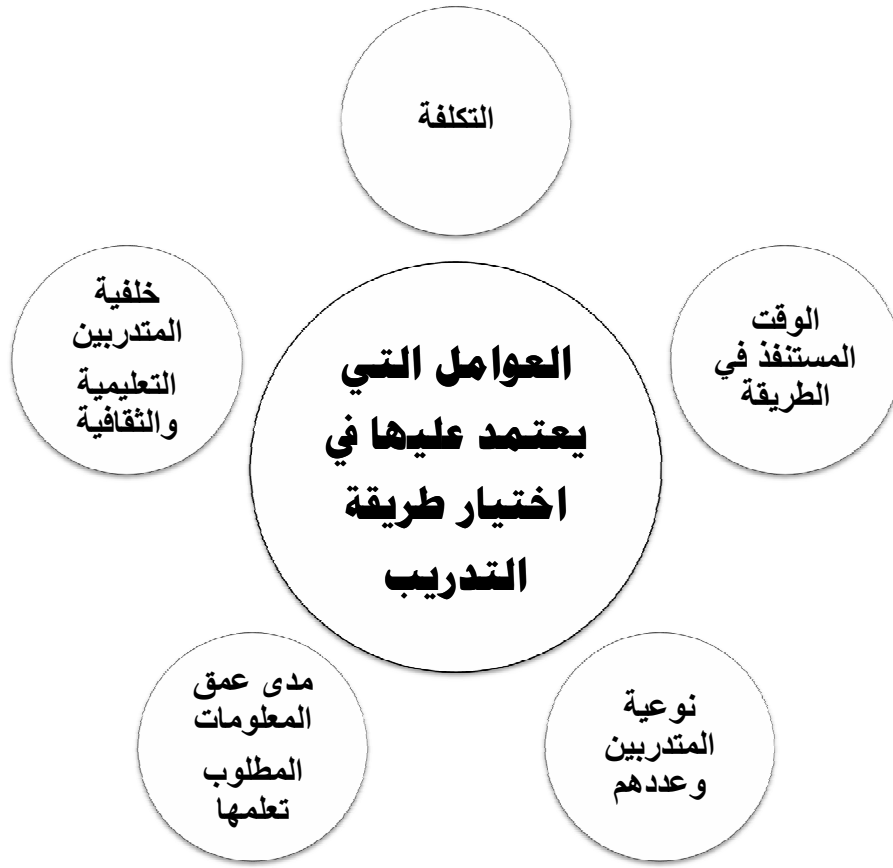 التكلفة
الوقت
المستنفذ في
الطريقة
نوعية
المتدربين
وعددهم
مدى عمق
المعلومات
المطلوب
تعلمها
خلفية
المتدربين
التعليمية
والثقافية
العوامل التي
يعتمد عليها في
اختيار طريقة
التدريب